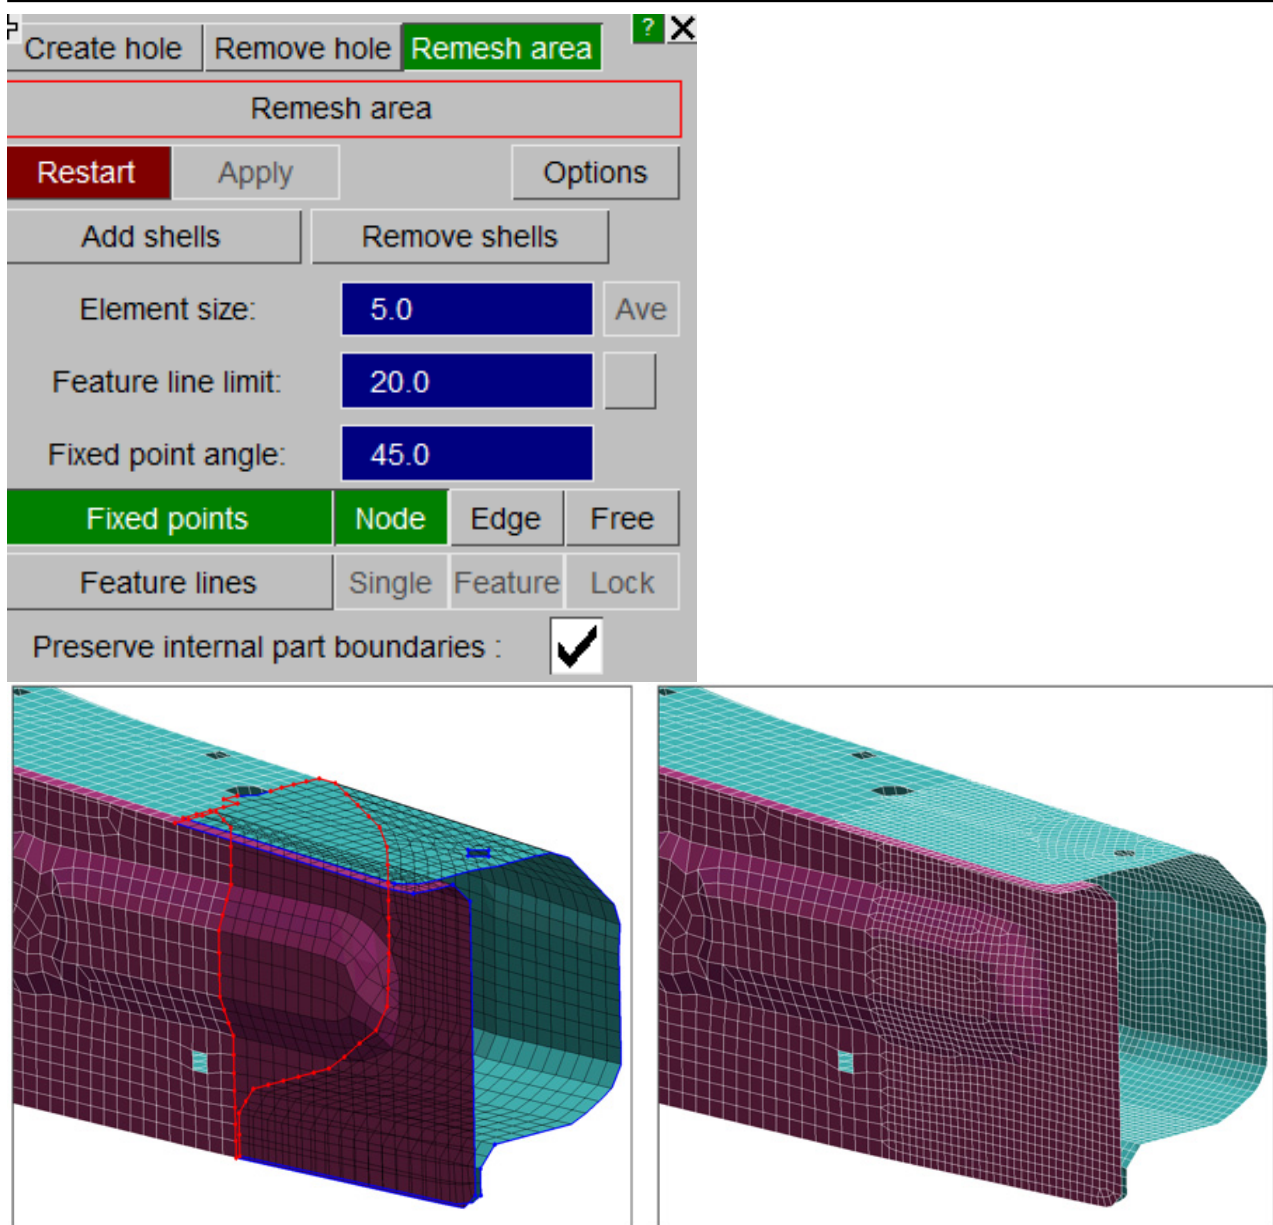 ? X
Create hole Remove hole Remesh area
Remesh area
Restart Apply Options
Add shells Remove shells
Element size: 5.0 Ave
Feature line limit: 20.0
Fixed point angle: 45.0
Fixed points Node Edge Free
Feature lines Single Feature Lock
Preserve internal part boundaries :